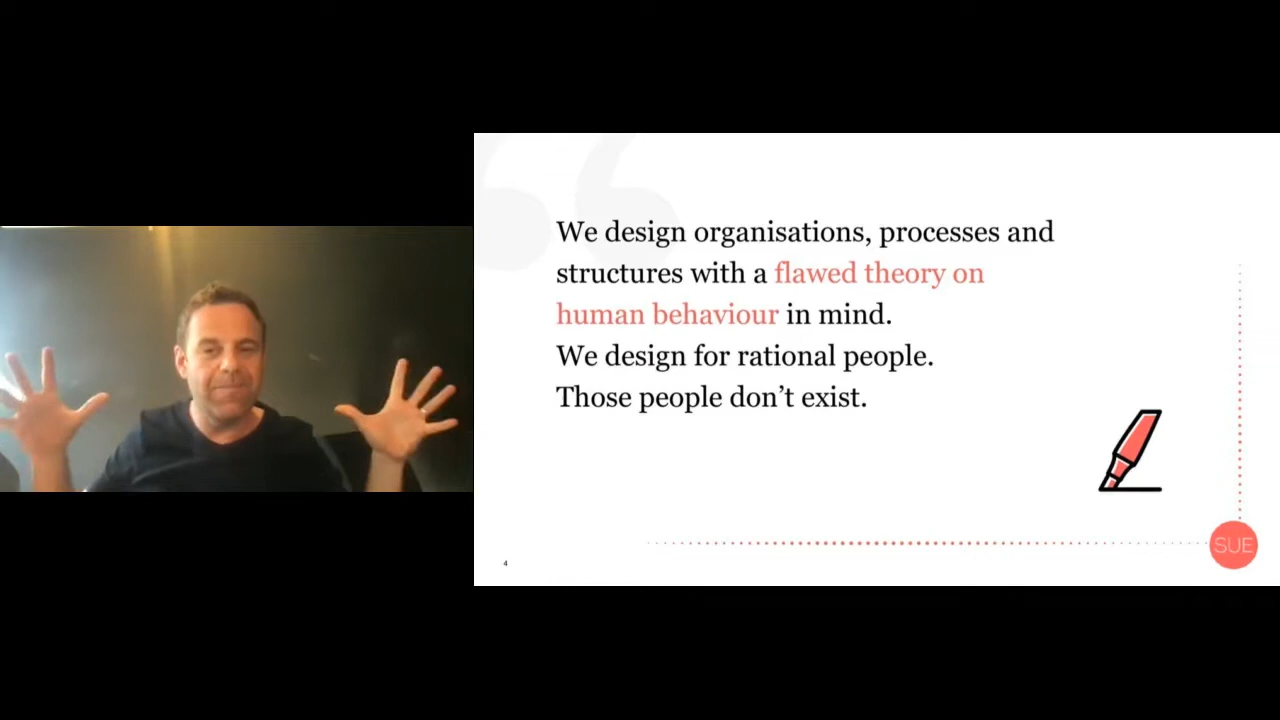 We design organisations, processes and
structures with a flawed theory on
human behaviour in mind.
We design for rational people.
Those people don’t exist.
SUE
4